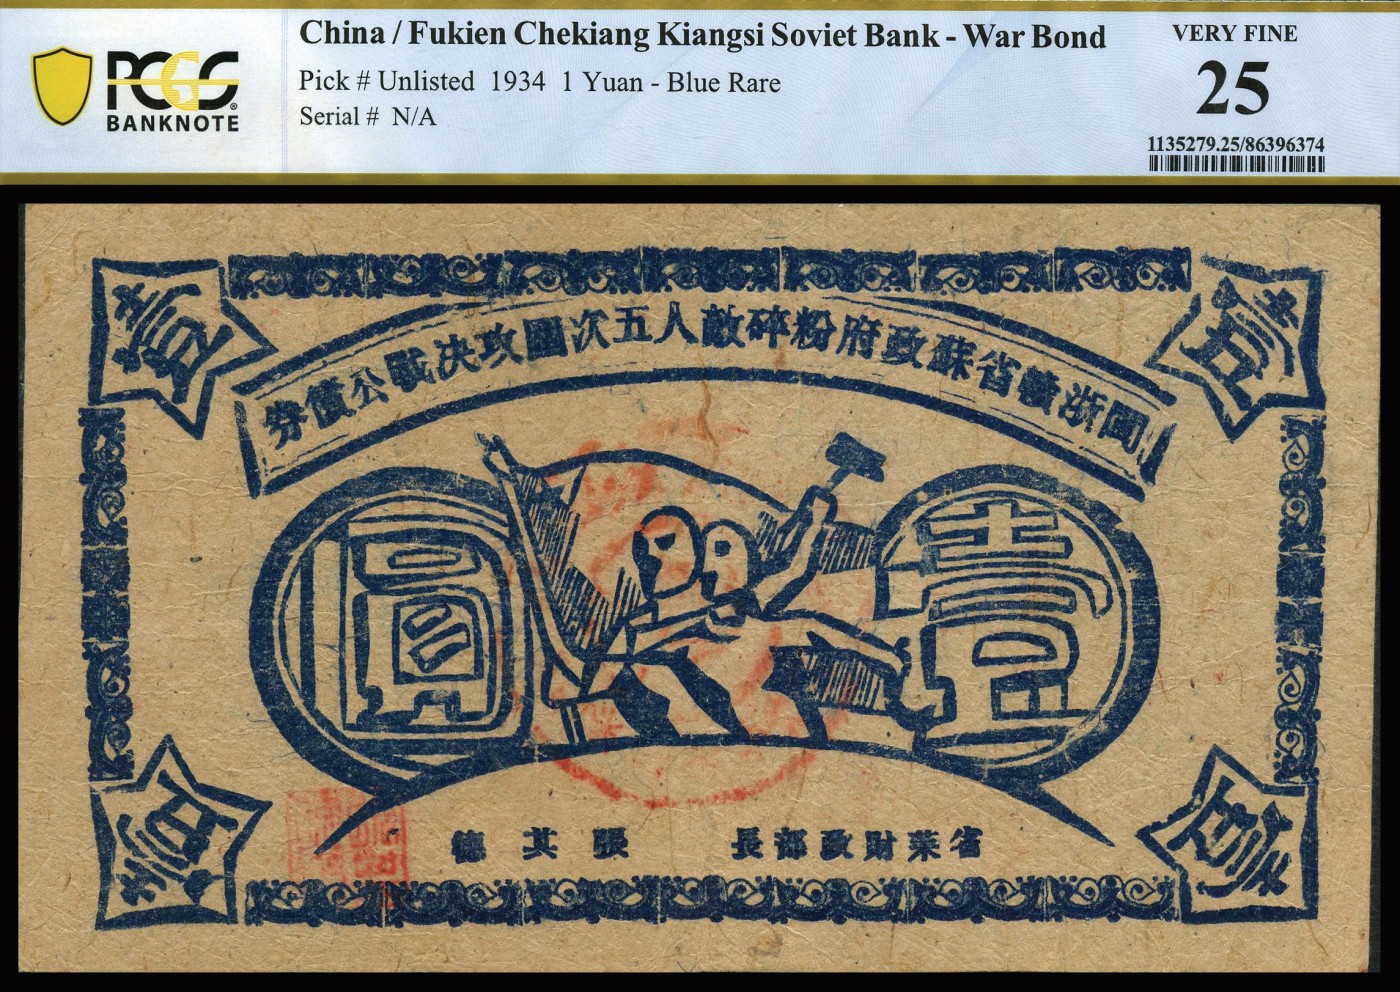 China / Fukien Chekiang Kiangsi Soviet Bank - War Bond
Pick # Unlisted 1934 1 Yuan - Blue Rare
Serial # N/A
PCGS
BANKNOTE
VERY FINE
25
1135279.25/86396374
壹
壹
閩浙贛省蘇政府粉碎敵人五次圍攻決戰公債券
壹圓
省蘇財政部長 張其德
壹
壹